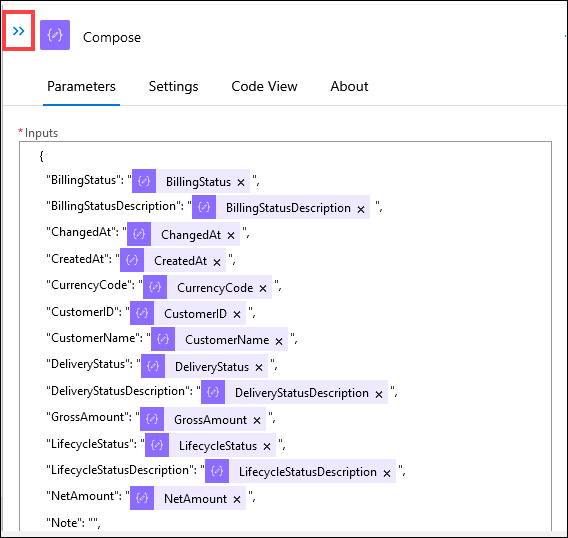 Compose
Parameters Settings Code View About
* Inputs
{
"BillingStatus": " BillingStatus × ",
"BillingStatusDescription": " BillingStatusDescription × ",
"ChangedAt": " ChangedAt × ",
"CreatedAt": " CreatedAt × ",
"CurrencyCode": " CurrencyCode × ",
"CustomerID": " CustomerID × ",
"CustomerName": " CustomerName × ",
"DeliveryStatus": " DeliveryStatus × ",
"DeliveryStatusDescription": " DeliveryStatusDescription × ",
"GrossAmount": " GrossAmount × ",
"LifecycleStatus": " LifecycleStatus × ",
"LifecycleStatusDescription": " LifecycleStatusDescription × ",
"NetAmount": " NetAmount × ",
"Note": "",